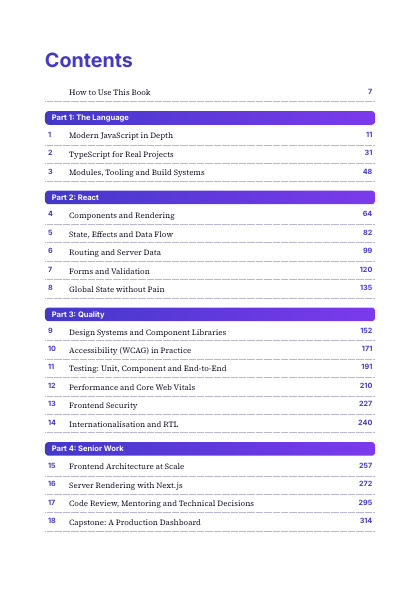 Contents
How to Use This Book 7
Part 1: The Language
1 Modern JavaScript in Depth 11
2 TypeScript for Real Projects 31
3 Modules, Tooling and Build Systems 48
Part 2: React
4 Components and Rendering 64
5 State, Effects and Data Flow 82
6 Routing and Server Data 99
7 Forms and Validation 120
8 Global State without Pain 135
Part 3: Quality
9 Design Systems and Component Libraries 152
10 Accessibility (WCAG) in Practice 171
11 Testing: Unit, Component and End-to-End 191
12 Performance and Core Web Vitals 210
13 Frontend Security 227
14 Internationalisation and RTL 240
Part 4: Senior Work
15 Frontend Architecture at Scale 257
16 Server Rendering with Next.js 272
17 Code Review, Mentoring and Technical Decisions 295
18 Capstone: A Production Dashboard 314